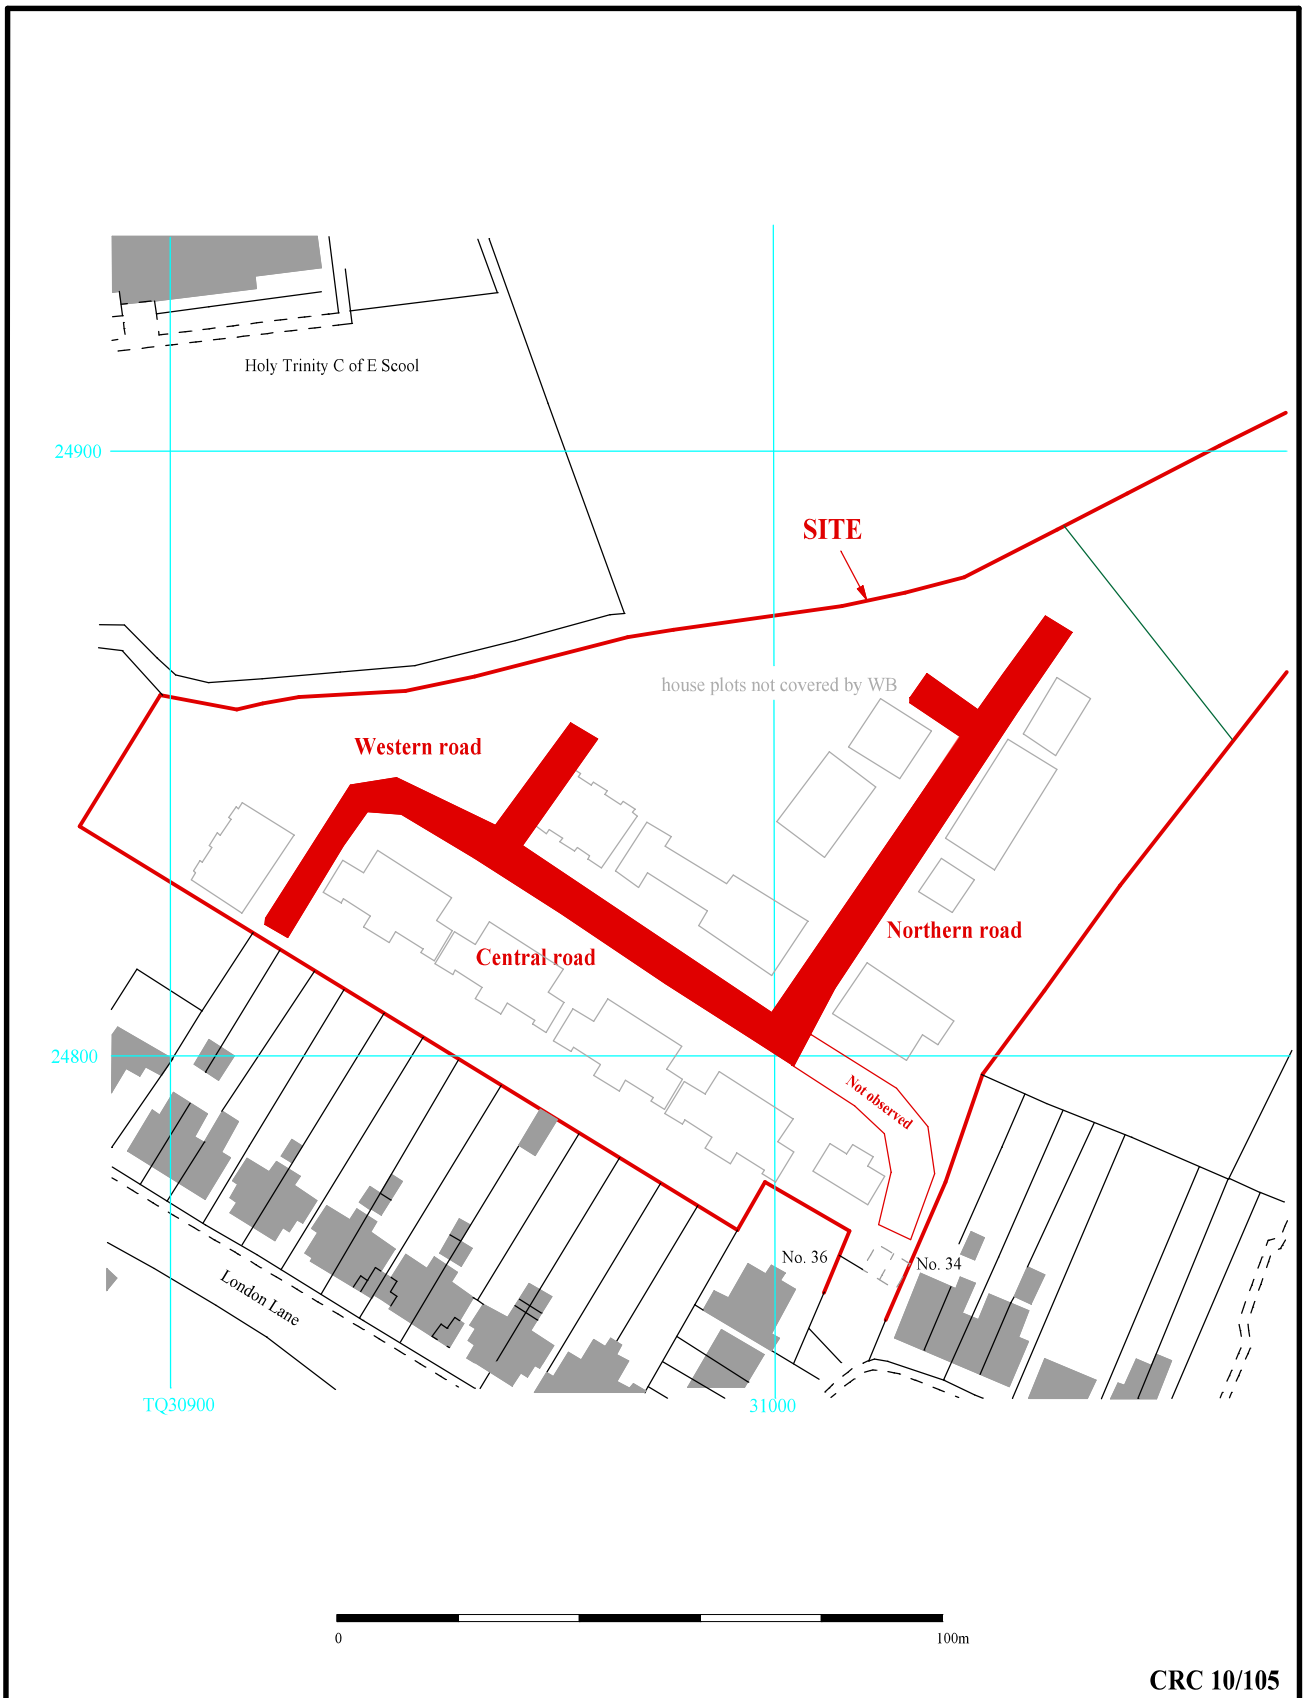 Holy Trinity C of E Scool
24900
SITE
house plots not covered by WB
Western road
Northern road
Central road
24800
Not observed
No. 36
No. 34
London Lane
TQ30900
31000
0
100m
CRC 10/105